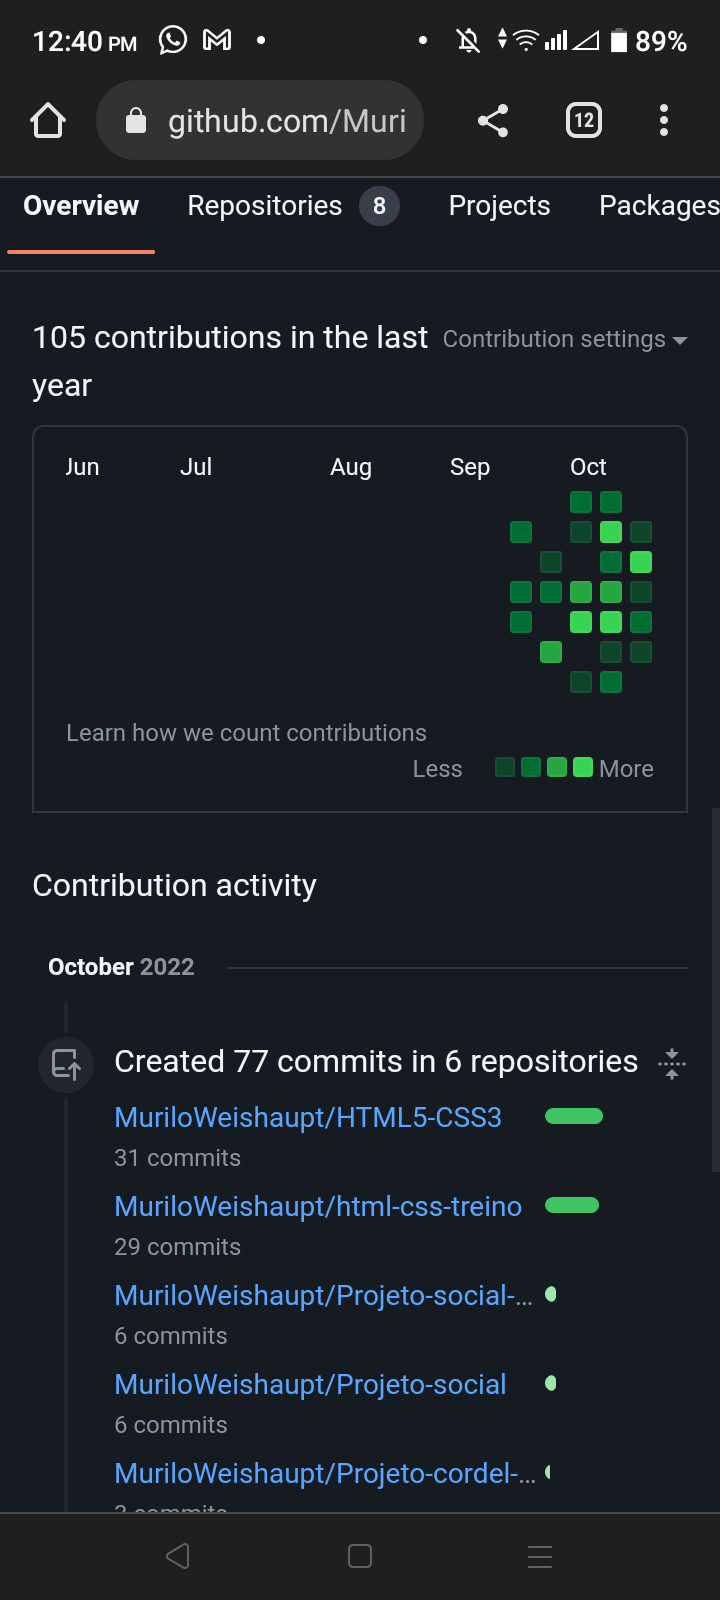 12:40 PM 89%
github.com/Muri 12
Overview Repositories 8 Projects Packages
105 contributions in the last Contribution settings
year
Jun Jul Aug Sep Oct
Learn how we count contributions
Less More
Contribution activity
October 2022
Created 77 commits in 6 repositories
MuriloWeishaupt/HTML5-CSS3
31 commits
MuriloWeishaupt/html-css-treino
29 commits
MuriloWeishaupt/Projeto-social-...
6 commits
MuriloWeishaupt/Projeto-social
6 commits
MuriloWeishaupt/Projeto-cordel-...
commits